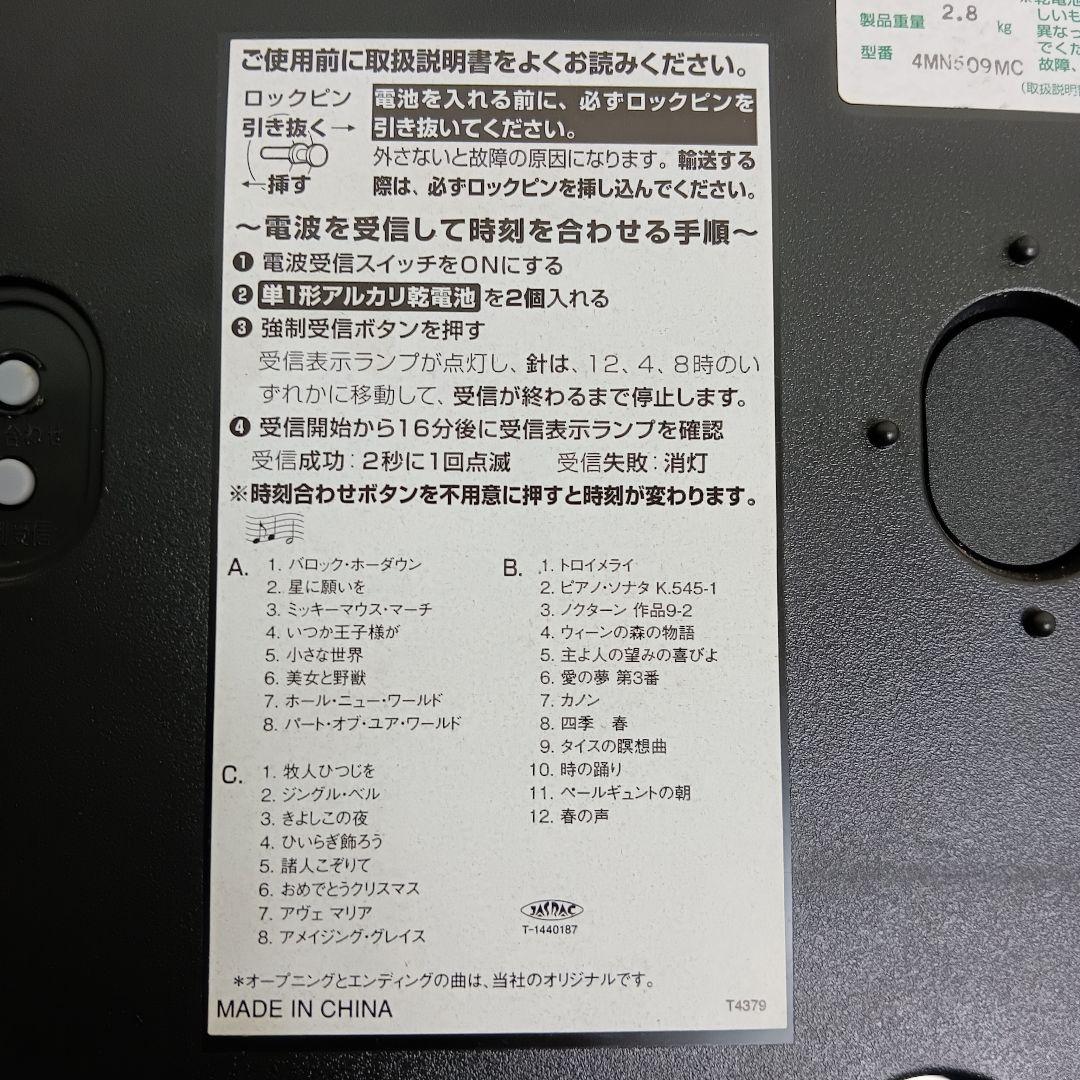 ご使用前に取扱説明書をよくお読みください。
ロックピン
引き抜く→
←挿す
電池を入れる前に、必ずロックピンを
引き抜いてください。
外さないと故障の原因になります。輸送する
際は、必ずロックピンを挿し込んでください。
～電波を受信して時刻を合わせる手順～
❶ 電波受信スイッチをONにする
❷ 単1形アルカリ乾電池 を2個入れる
❸ 強制受信ボタンを押す
受信表示ランプが点灯し、針は、12、4、8時のい
ずれかに移動して、受信が終わるまで停止します。
❹ 受信開始から16分後に受信表示ランプを確認
受信成功：2秒に1回点滅 受信失敗：消灯
※時刻合わせボタンを不用意に押すと時刻が変わります。
A. 1. バロック・ホーダウン
2. 星に願いを
3. ミッキーマウス・マーチ
4. いつか王子様が
5. 小さな世界
6. 美女と野獣
7. ホール・ニュー・ワールド
8. パート・オブ・ユア・ワールド
B. 1. トロイメライ
2. ピアノ・ソナタ K.545-1
3. ノクターン 作品9-2
4. ウィーンの森の物語
5. 主よ人の望みの喜びよ
6. 愛の夢 第3番
7. カノン
8. 四季 春
9. タイスの瞑想曲
10. 時の踊り
11. ペールギュントの朝
12. 春の声
C. 1. 牧人ひつじを
2. ジングル・ベル
3. きよしこの夜
4. ひいらぎ飾ろう
5. 諸人こぞりて
6. おめでとうクリスマス
7. アヴェ マリア
8. アメイジング・グレイス
JASRAC
T-1440187
＊オープニングとエンディングの曲は、当社のオリジナルです。
MADE IN CHINA
T4379
製品重量 2.8 kg
型番 4MN509MC
しいも
異なっ
でくだ
故障、
（取扱説明書